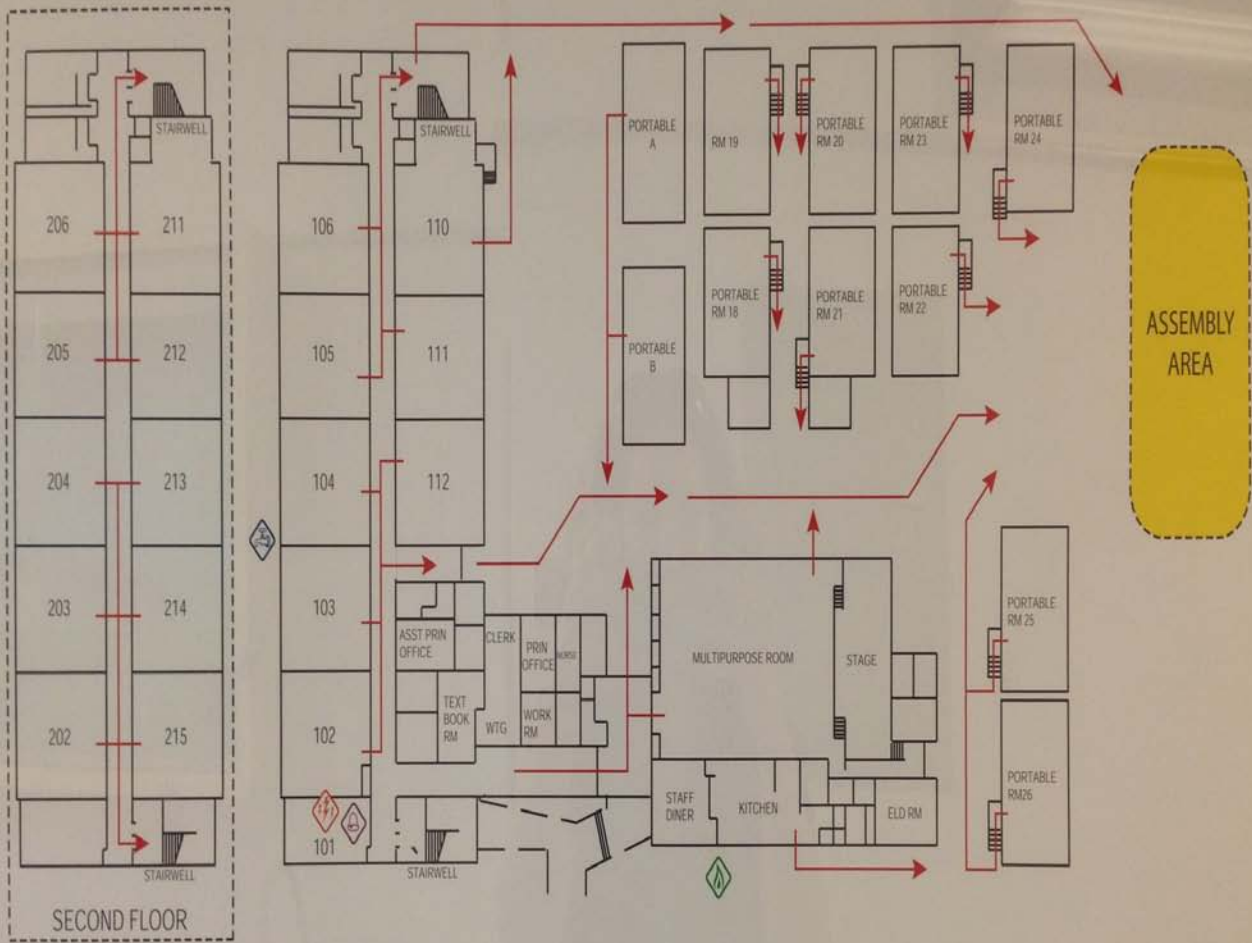 STAIRWELL
206
211
205
212
204
213
203
214
202
215
STAIRWELL
SECOND FLOOR
STAIRWELL
106
110
105
111
104
112
103
102
101
STAIRWELL
ASST PRIN
OFFICE
TEXT
BOOK
RM
CLERK
WTG
PRIN
OFFICE
NURSE
WORK
RM
MULTIPURPOSE ROOM
STAGE
STAFF
DINER
KITCHEN
ELD RM
PORTABLE
A
RM 19
PORTABLE
RM 20
PORTABLE
RM 23
PORTABLE
RM 24
PORTABLE
B
PORTABLE
RM 18
PORTABLE
RM 21
PORTABLE
RM 22
PORTABLE
RM 25
PORTABLE
RM26
ASSEMBLY
AREA